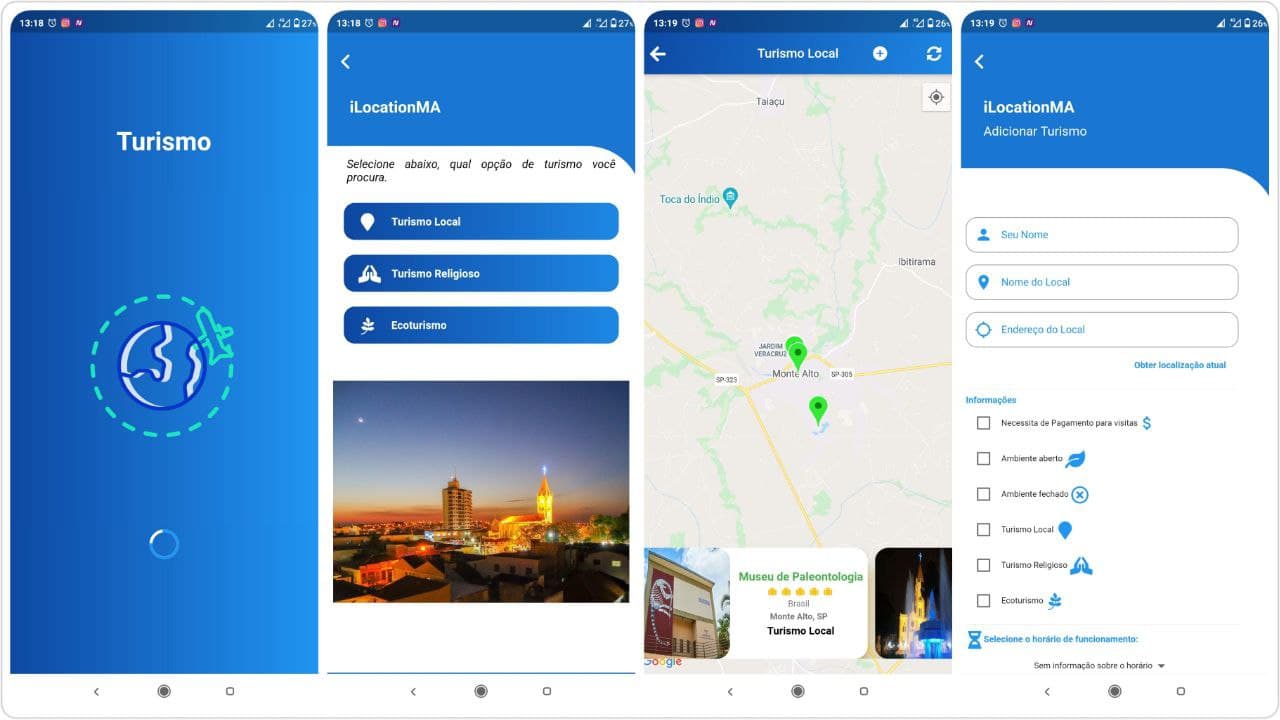 13:18
27%
Turismo
13:18
27%
iLocationMA
Selecione abaixo, qual opção de turismo você
procura.
Turismo Local
Turismo Religioso
Ecoturismo
13:19
26%
Turismo Local
Taiaçu
Toca do Índio
Ibitirama
JARDIM
VERACRUZ
Monte Alto
SP-323
SP-305
Museu de Paleontologia
Brasil
Monte Alto, SP
Turismo Local
Google
13:19
26%
iLocationMA
Adicionar Turismo
Seu Nome
Nome do Local
Endereço do Local
Obter localização atual
Informações
Necessita de Pagamento para visitas
Ambiente aberto
Ambiente fechado
Turismo Local
Turismo Religioso
Ecoturismo
Selecione o horário de funcionamento:
Sem informação sobre o horário